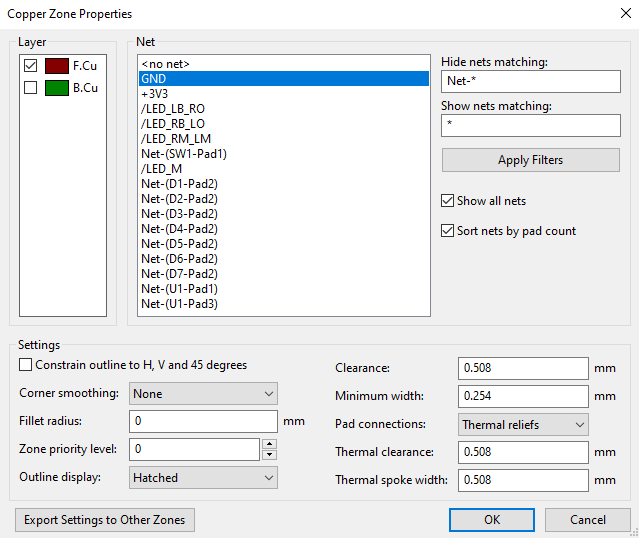 Copper Zone Properties
Layer
F.Cu
B.Cu
Net
<no net>
GND
+3V3
/LED_LB_RO
/LED_RB_LO
/LED_RM_LM
Net-(SW1-Pad1)
/LED_M
Net-(D1-Pad2)
Net-(D2-Pad2)
Net-(D3-Pad2)
Net-(D4-Pad2)
Net-(D5-Pad2)
Net-(D6-Pad2)
Net-(D7-Pad2)
Net-(U1-Pad1)
Net-(U1-Pad3)
Hide nets matching:
Net-*
Show nets matching:
*
Apply Filters
Show all nets
Sort nets by pad count
Settings
Constrain outline to H, V and 45 degrees
Corner smoothing: None
Fillet radius: 0 mm
Zone priority level: 0
Outline display: Hatched
Clearance: 0.508 mm
Minimum width: 0.254 mm
Pad connections: Thermal reliefs
Thermal clearance: 0.508 mm
Thermal spoke width: 0.508 mm
Export Settings to Other Zones
OK
Cancel